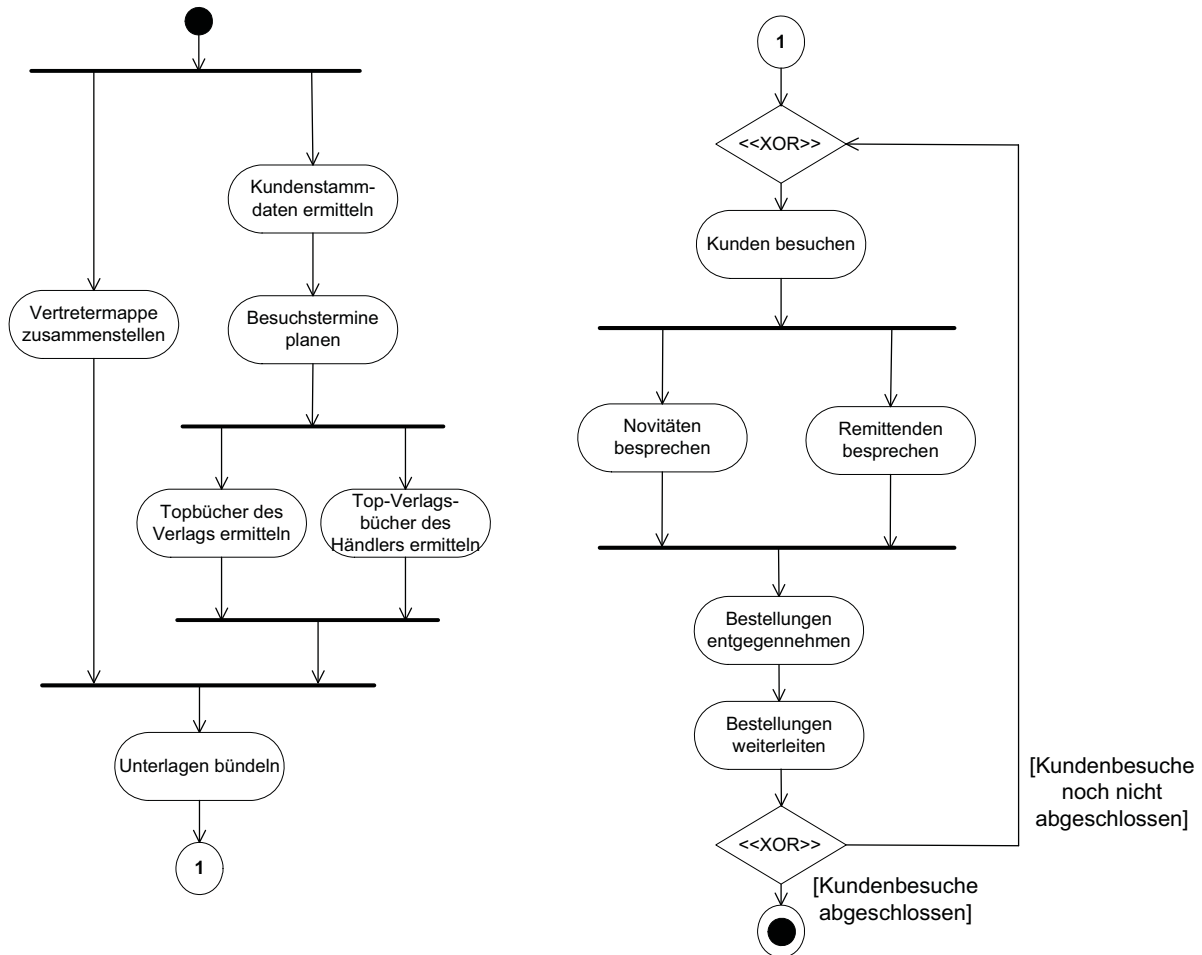 Kundenstamm-
daten ermitteln
Vertretermappe
zusammenstellen
Besuchstermine
planen
Topbücher des
Verlags ermitteln
Top-Verlags-
bücher des
Händlers ermitteln
Unterlagen bündeln
1
1
<<XOR>>
Kunden besuchen
Novitäten
besprechen
Remittenden
besprechen
Bestellungen
entgegennehmen
Bestellungen
weiterleiten
[Kundenbesuche
noch nicht
abgeschlossen]
<<XOR>>
[Kundenbesuche
abgeschlossen]